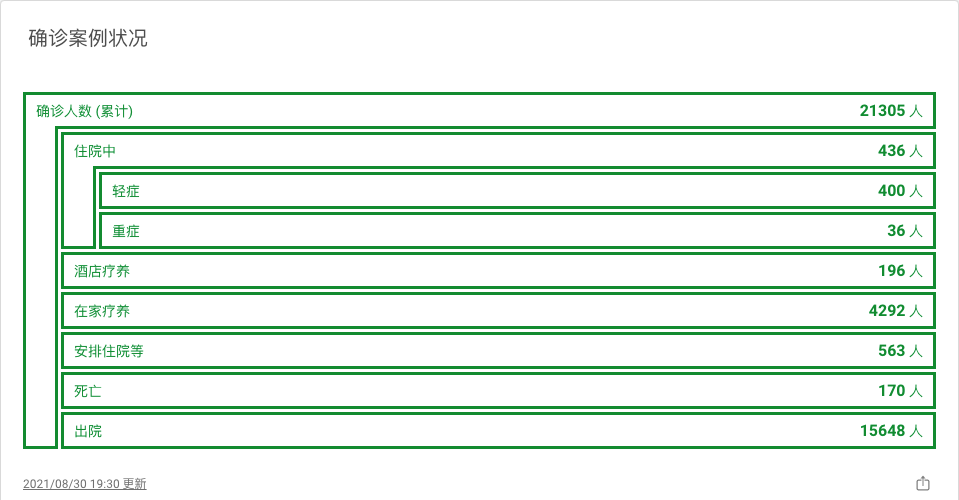 确诊案例状况
确诊人数 (累计) 21305 人
住院中 436 人
轻症 400 人
重症 36 人
酒店疗养 196 人
在家疗养 4292 人
安排住院等 563 人
死亡 170 人
出院 15648 人
2021/08/30 19:30 更新